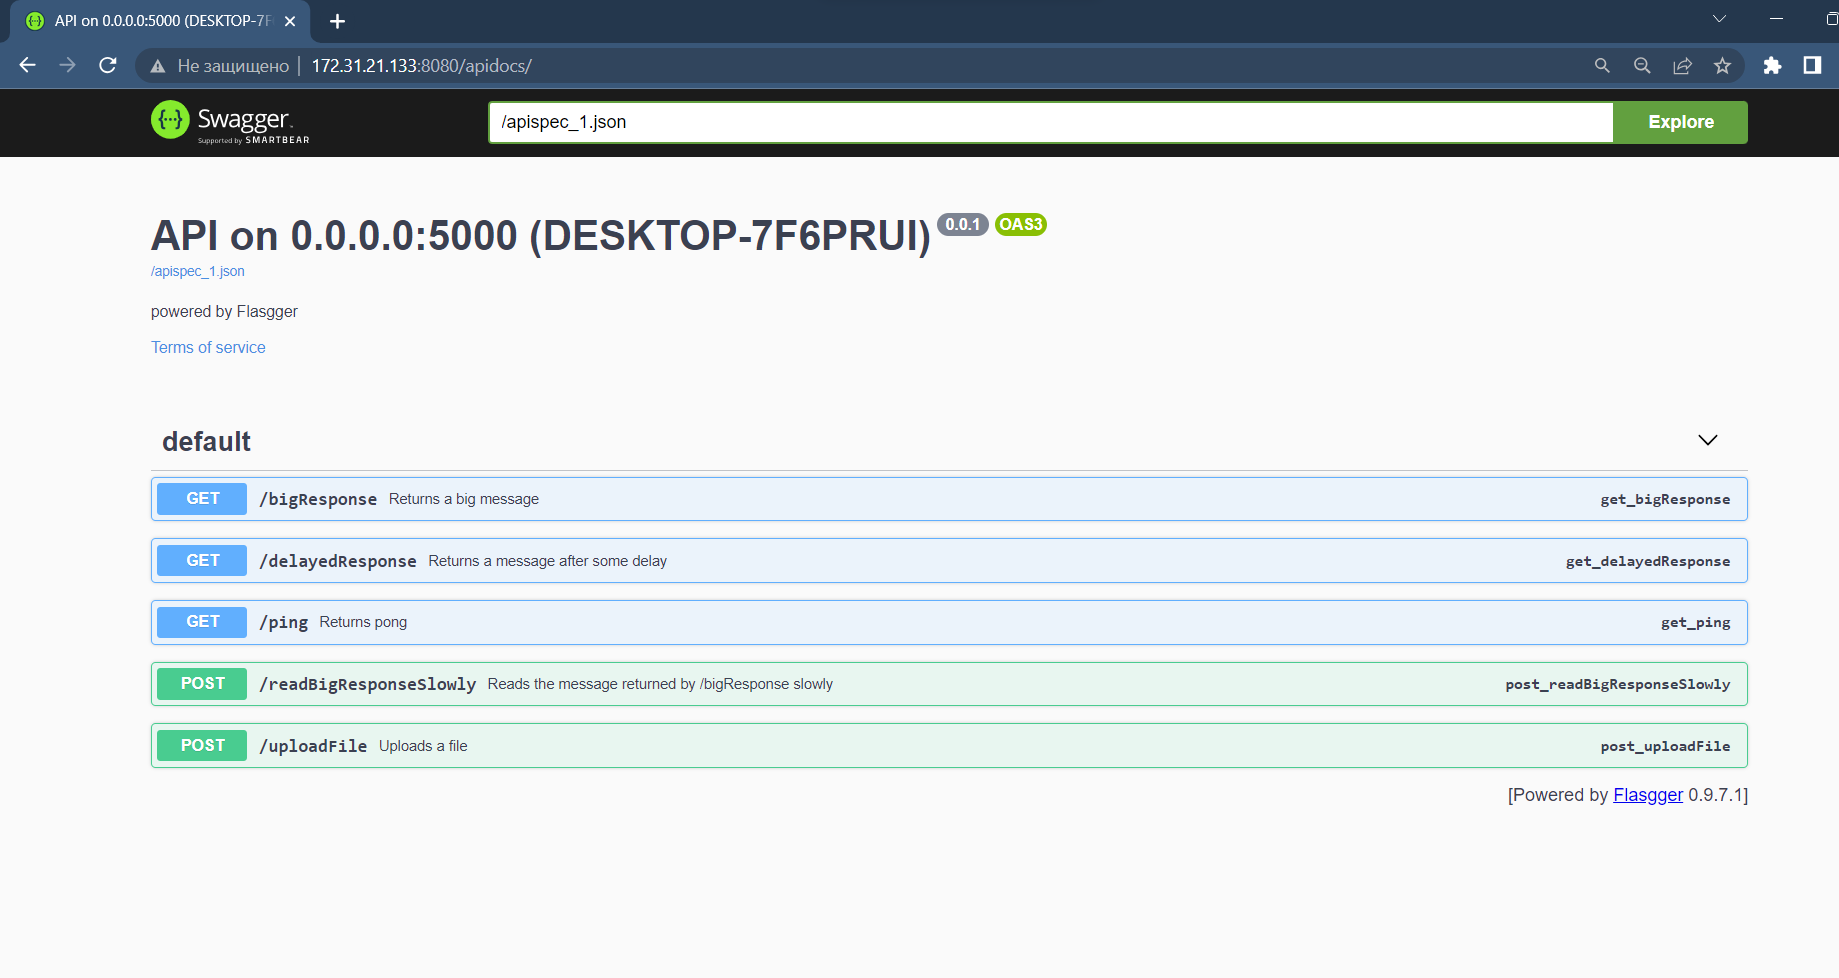 API on 0.0.0.0:5000 (DESKTOP-7F
Не защищено 172.31.21.133:8080/apidocs/
Swagger
Supported by SMARTBEAR
/apispec_1.json
Explore
API on 0.0.0.0:5000 (DESKTOP-7F6PRUI) 0.0.1 OAS3
/apispec_1.json
powered by Flasgger
Terms of service
default
GET /bigResponse Returns a big message get_bigResponse
GET /delayedResponse Returns a message after some delay get_delayedResponse
GET /ping Returns pong get_ping
POST /readBigResponseSlowly Reads the message returned by /bigResponse slowly post_readBigResponseSlowly
POST /uploadFile Uploads a file post_uploadFile
[Powered by Flasgger 0.9.7.1]